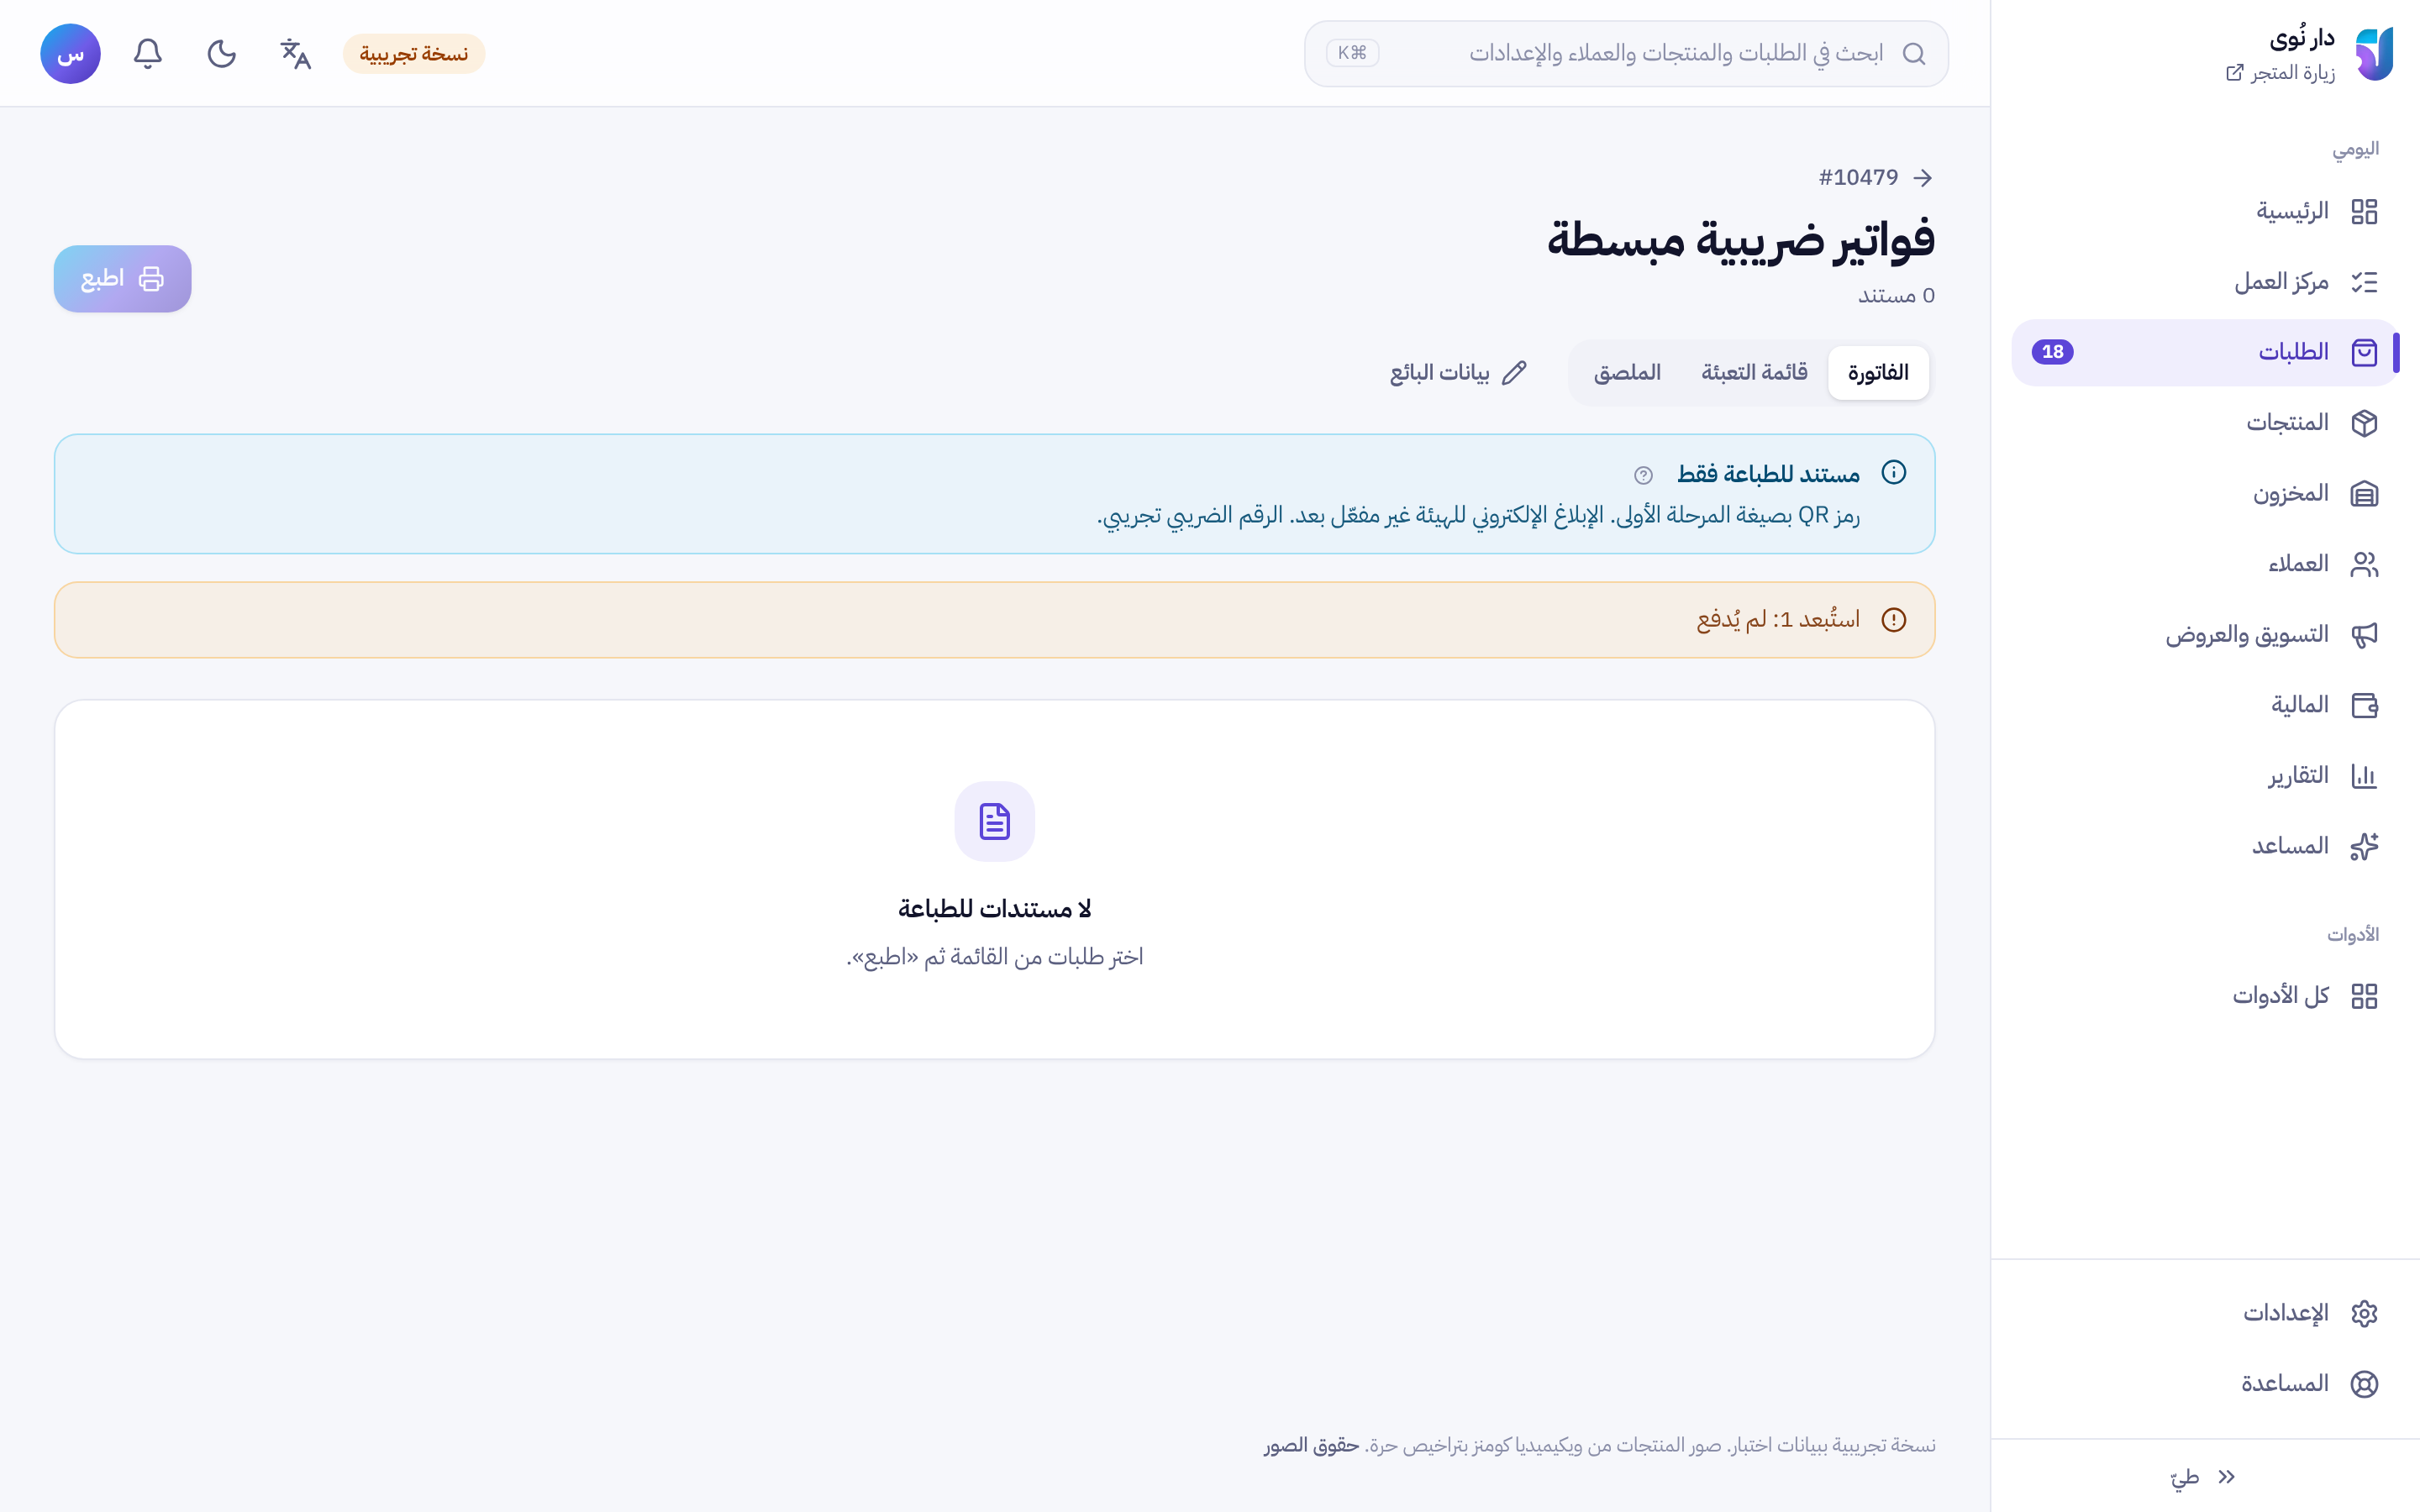 دار نُوى
زيارة المتجر
اليومي
الرئيسية
مركز العمل
الطلبات 18
المنتجات
المخزون
العملاء
التسويق والعروض
المالية
التقارير
المساعد
الأدوات
كل الأدوات
الإعدادات
المساعدة
طيّ
ابحث في الطلبات والمنتجات والعملاء والإعدادات ⌘K
نسخة تجريبية
س
#10479
فواتير ضريبية مبسطة
0 مستند
اطبع
الفاتورة قائمة التعبئة الملصق بيانات البائع
مستند للطباعة فقط
رمز QR بصيغة المرحلة الأولى. الإبلاغ الإلكتروني للهيئة غير مفعّل بعد. الرقم الضريبي تجريبي.
استُبعد 1: لم يُدفع
لا مستندات للطباعة
اختر طلبات من القائمة ثم «اطبع».
نسخة تجريبية ببيانات اختبار. صور المنتجات من ويكيميديا كومنز بتراخيص حرة. حقوق الصور